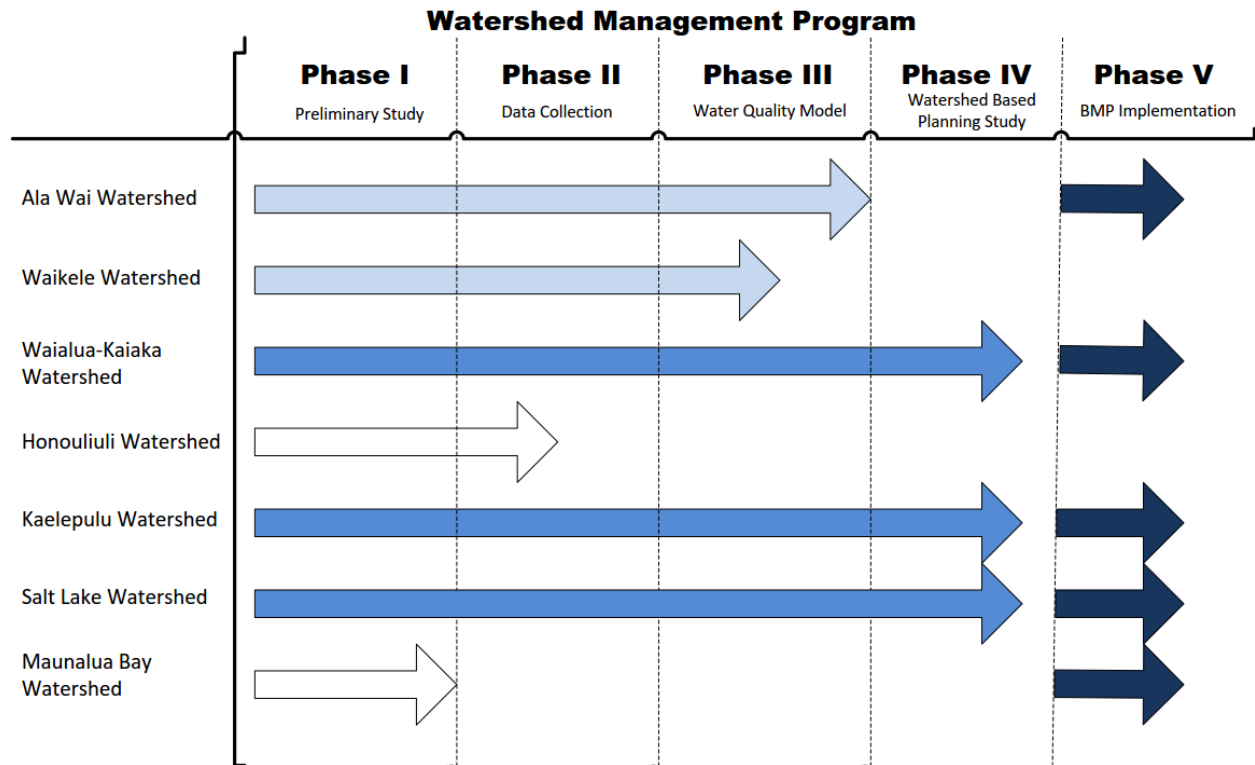 Watershed Management Program
Phase I
Phase II
Phase III
Phase IV
Phase V
Preliminary Study
Data Collection
Water Quality Model
Watershed Based
Planning Study
BMP Implementation
Ala Wai Watershed
Waikele Watershed
Waialua-Kaiaka
Watershed
Honouliuli Watershed
Kaelepulu Watershed
Salt Lake Watershed
Maunalua Bay
Watershed